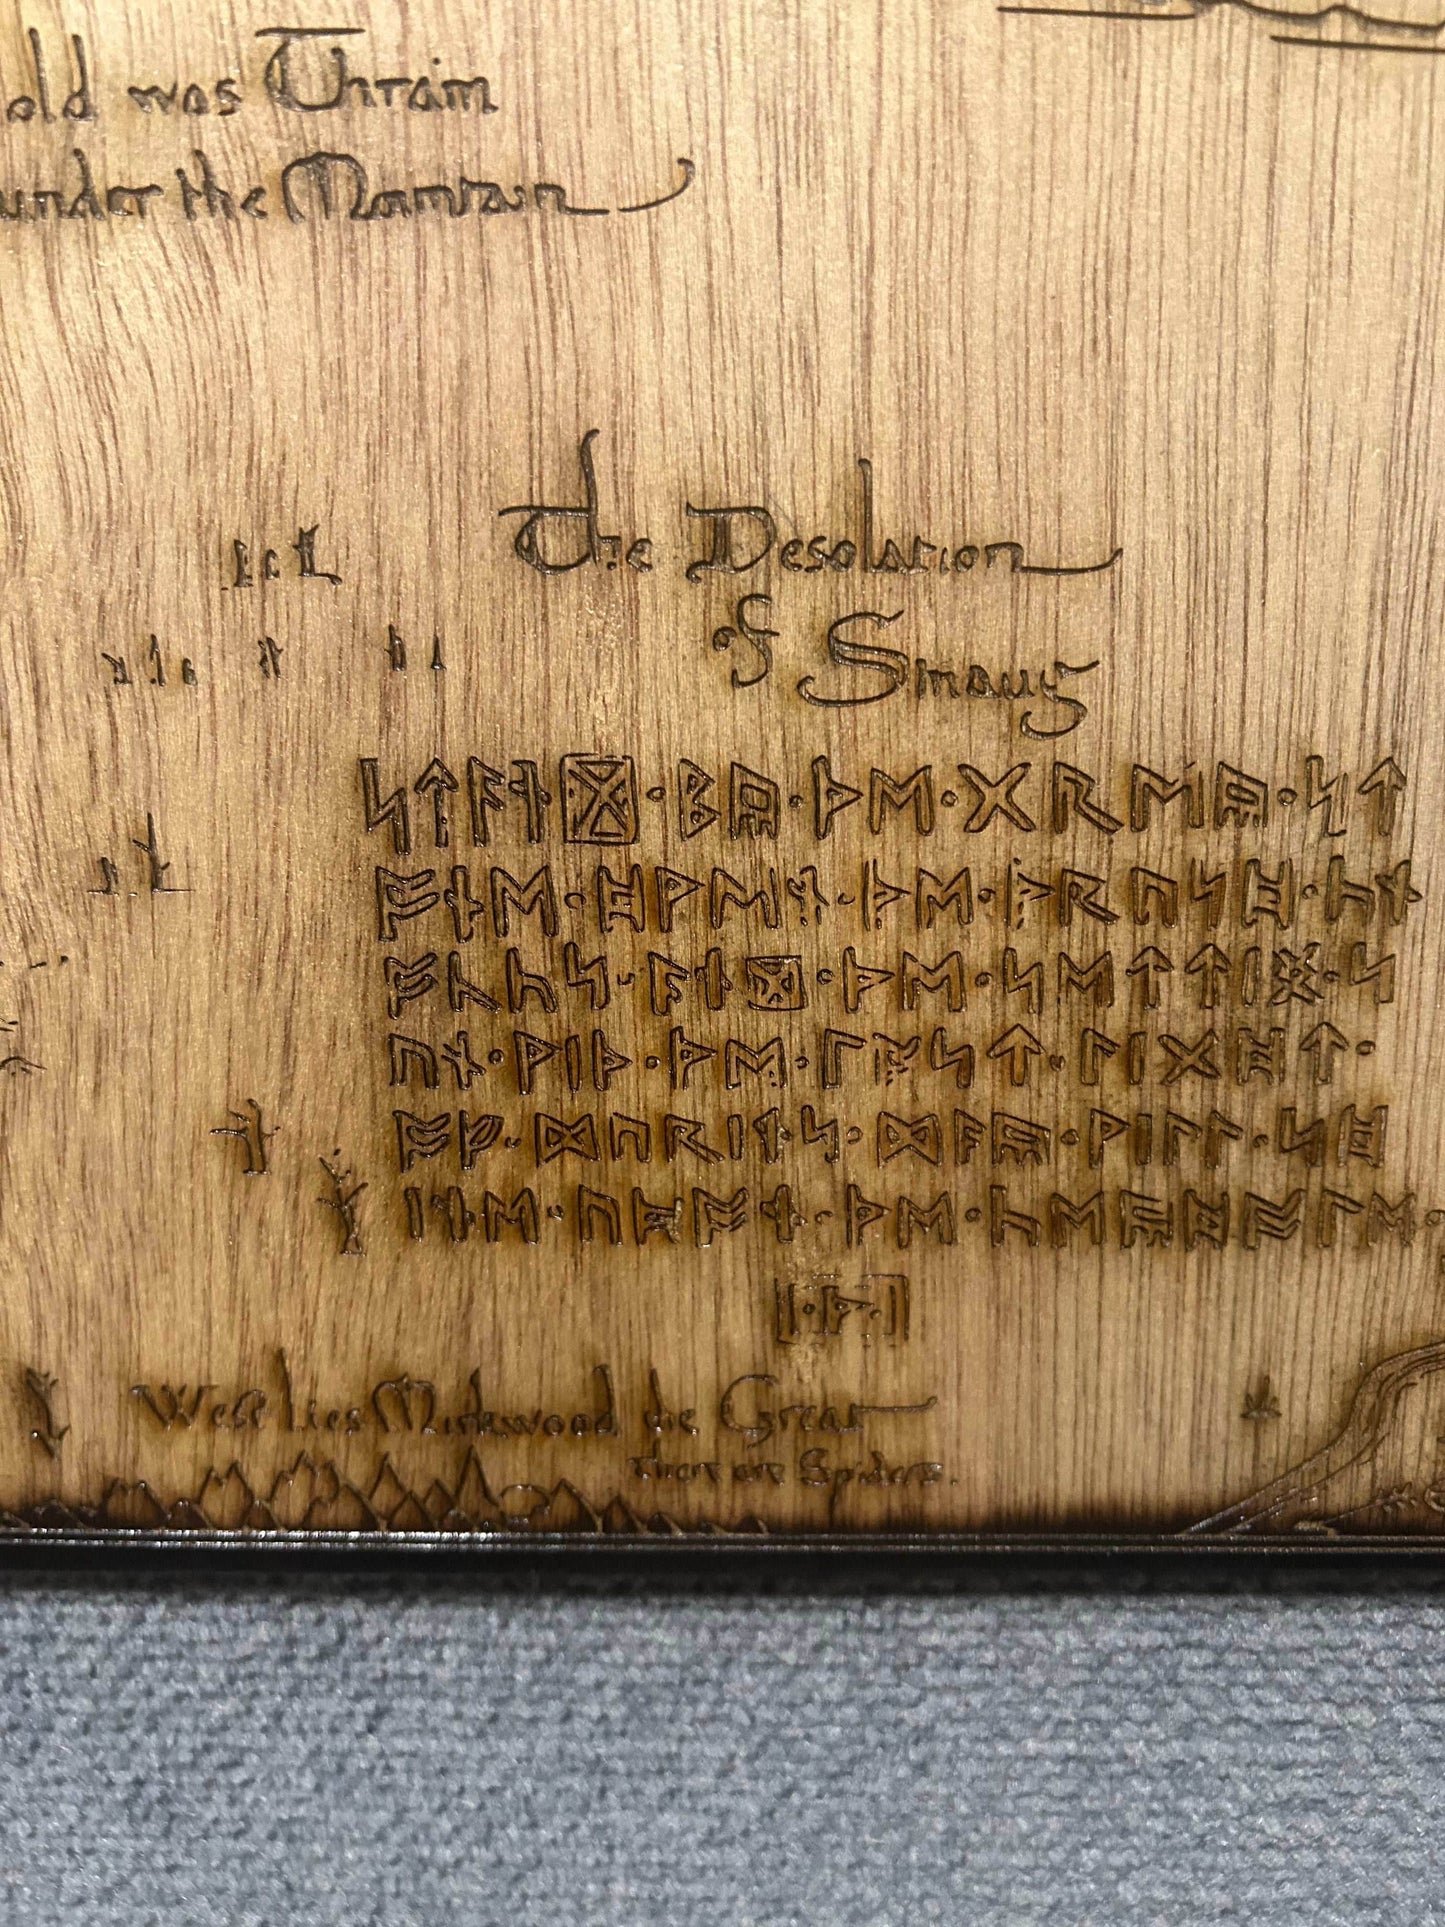 old was Thrain
under the Mountain
The Desolation
of Smaug
ᛋᛏᚪᚾᛞ᛫ᛒᚣ᛫ᚦᛖ᛫ᚷᚱᛖᚣ᛫ᛋᛏ
ᚩᚾᛖ᛫ᚻᚹᛖᚾ᛫ᚦᛖ᛫ᚦᚱᚢᛋᚻ᛫ᚳᚾ
ᚩᚳᚳᛋ᛫ᚪᚾᛞ᛫ᚦᛖ᛫ᛋᛖᛏᛏᛁᛝ᛫ᛋ
ᚢᚾ᛫ᚹᛁᚦ᛫ᚦᛖ᛫ᛚᚪᛋᛏ᛫ᛚᛁᚷᚻᛏ᛫
ᚩᚠ᛫ᛞᚢᚱᛁᚾᛋ᛫ᛞᚪᚣ᛫ᚹᛁᛚᛚ᛫ᛋᚻ
ᛁᚾᛖ᛫ᚢᛈᚩᚾ᛫ᚦᛖ᛫ᚳᛖᚣᚻᚩᛚᛖ᛫
[᛫ᚦ᛫]
West lies Mirkwood the Great
there are Spiders.